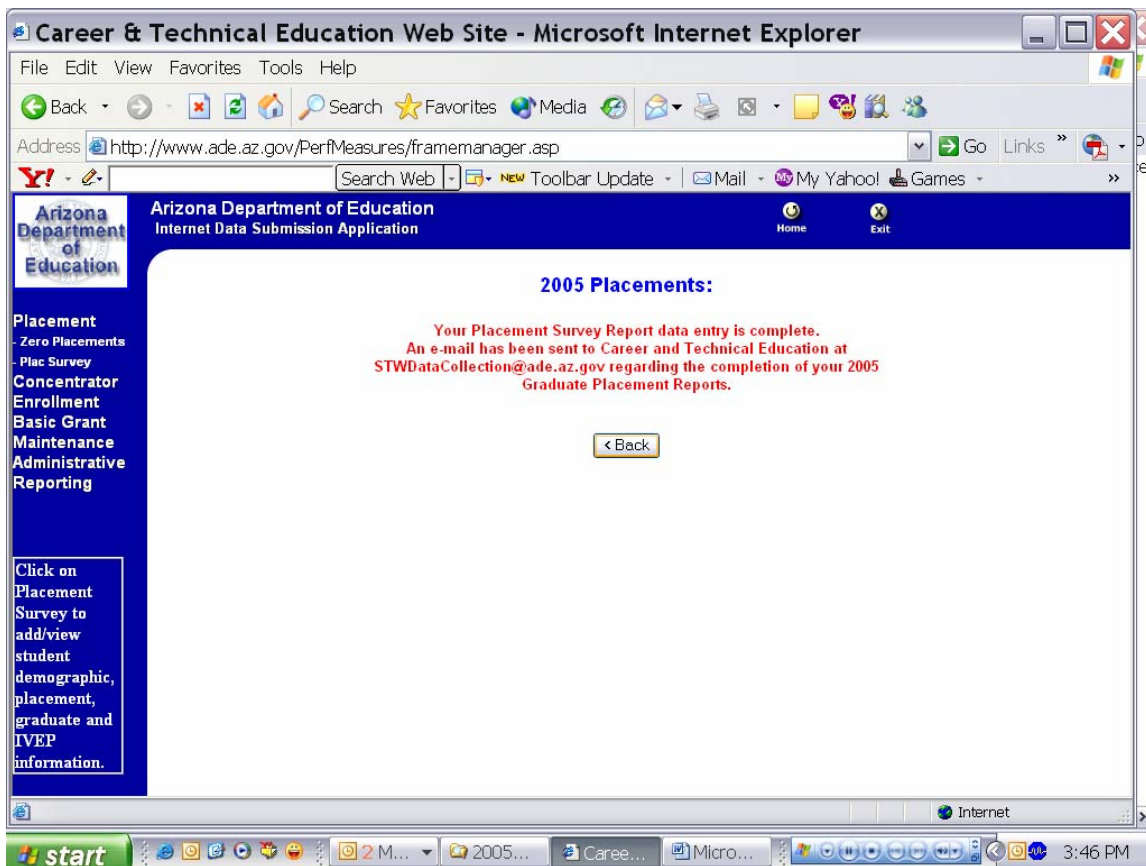 Career & Technical Education Web Site - Microsoft Internet Explorer
File Edit View Favorites Tools Help
Back Search Favorites Media
Address http://www.ade.az.gov/PerfMeasures/framemanager.asp Go Links »
Y! Search Web NEW Toolbar Update Mail My Yahoo! Games »
Arizona
Department
of
Education
Arizona Department of Education
Internet Data Submission Application
Home Exit
Placement
- Zero Placements
- Plac Survey
Concentrator
Enrollment
Basic Grant
Maintenance
Administrative
Reporting
Click on
Placement
Survey to
add/view
student
demographic,
placement,
graduate and
IVEP
information.
2005 Placements:
Your Placement Survey Report data entry is complete.
An e-mail has been sent to Career and Technical Education at
STWDataCollection@ade.az.gov regarding the completion of your 2005
Graduate Placement Reports.
< Back
Internet
start 2 M... 2005... Caree... Micro... 3:46 PM